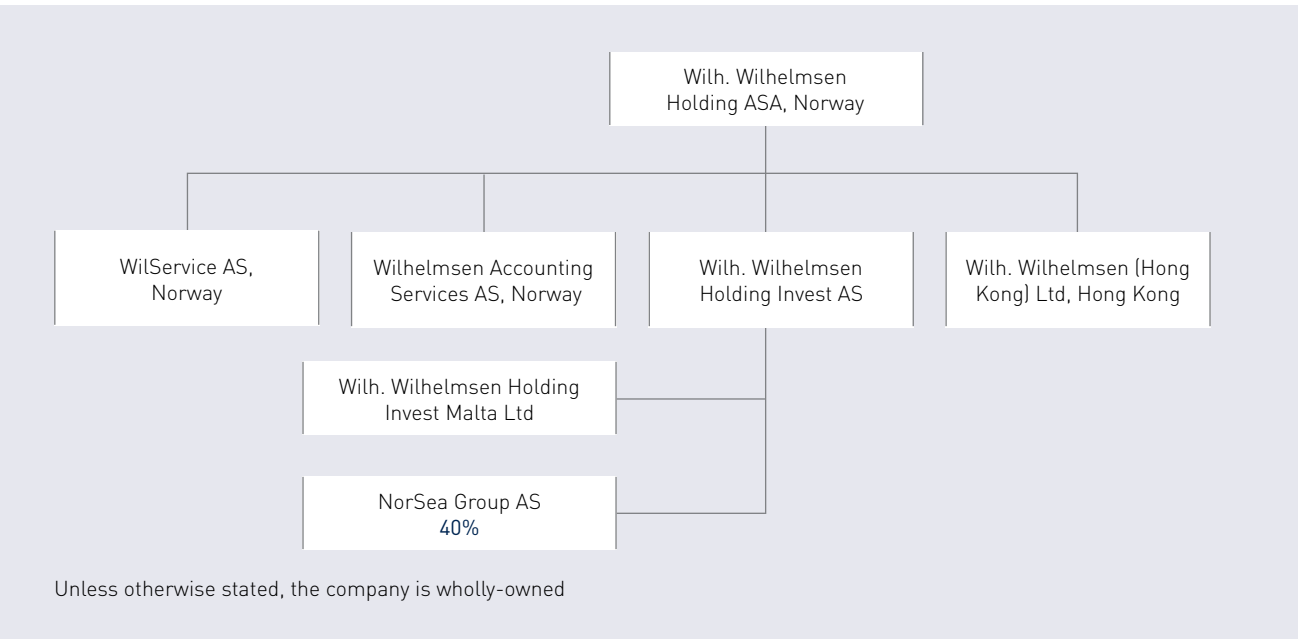 Wilh. Wilhelmsen
Holding ASA, Norway
WilService AS,
Norway
Wilhelmsen Accounting
Services AS, Norway
Wilh. Wilhelmsen
Holding Invest AS
Wilh. Wilhelmsen (Hong
Kong) Ltd, Hong Kong
Wilh. Wilhelmsen Holding
Invest Malta Ltd
NorSea Group AS
40%
Unless otherwise stated, the company is wholly-owned